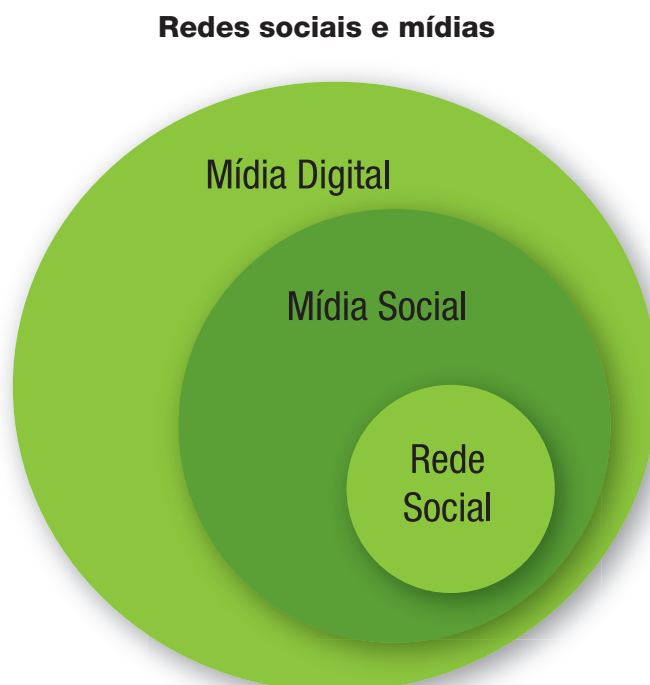 Redes sociais e mídias
Mídia Digital
Mídia Social
Rede
Social